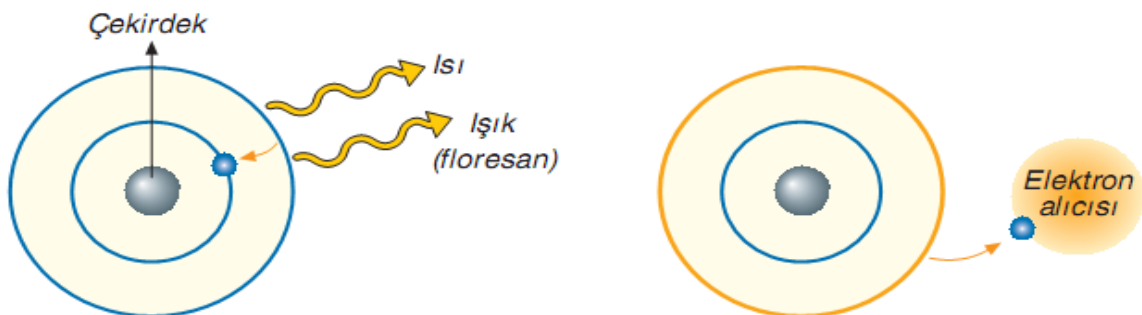 Çekirdek
Isı
Işık
(floresan)
Elektron
alıcısı